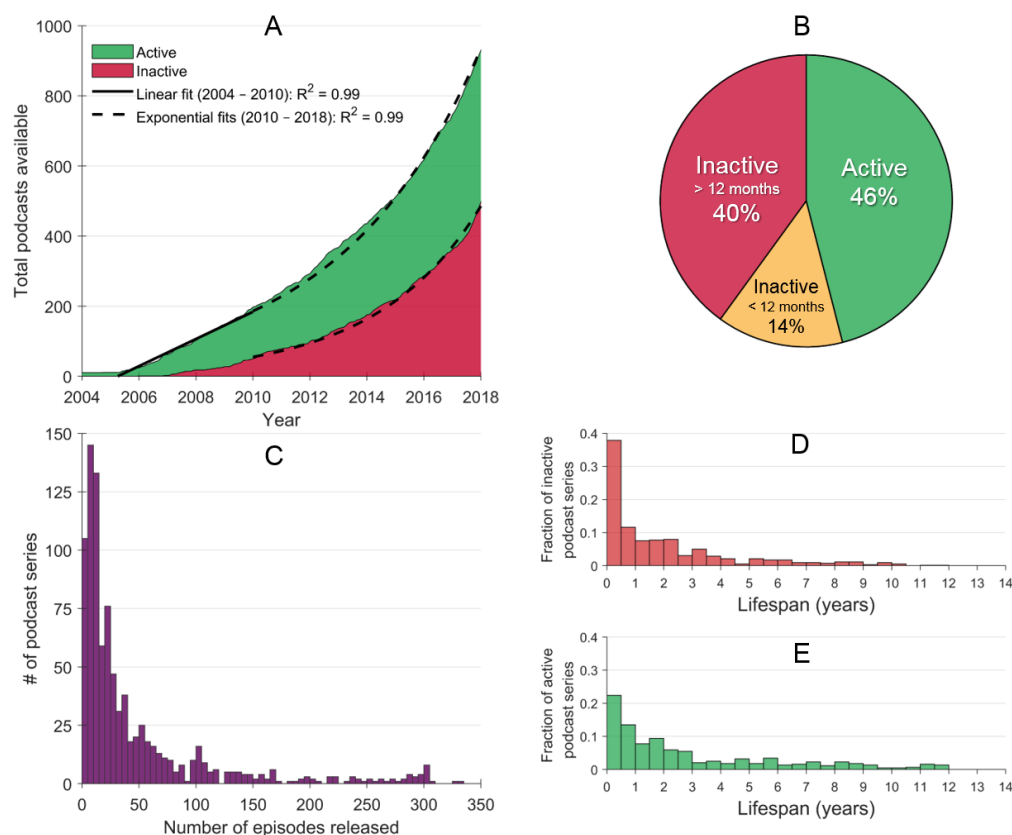 A
1000
800
600
400
200
0
Total podcasts available
Active
Inactive
Linear fit (2004 – 2010): R² = 0.99
Exponential fits (2010 – 2018): R² = 0.99
2004 2006 2008 2010 2012 2014 2016 2018
Year
B
Inactive
> 12 months
40%
Active
46%
Inactive
< 12 months
14%
C
150
125
100
75
50
25
0
# of podcast series
0 50 100 150 200 250 300 350
Number of episodes released
D
0.4
0.3
0.2
0.1
0
Fraction of inactive
podcast series
0 1 2 3 4 5 6 7 8 9 10 11 12 13 14
Lifespan (years)
E
0.4
0.3
0.2
0.1
0
Fraction of active
podcast series
0 1 2 3 4 5 6 7 8 9 10 11 12 13 14
Lifespan (years)